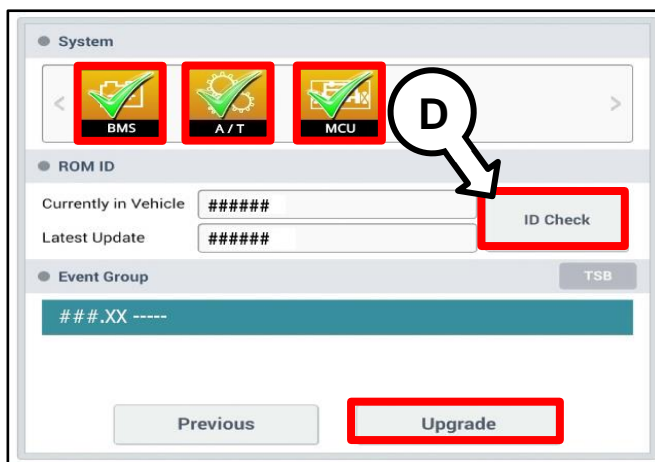 System
BMS
A / T
MCU
D
ROM ID
Currently in Vehicle
######
ID Check
Latest Update
######
Event Group
TSB
###.XX -----
Previous
Upgrade